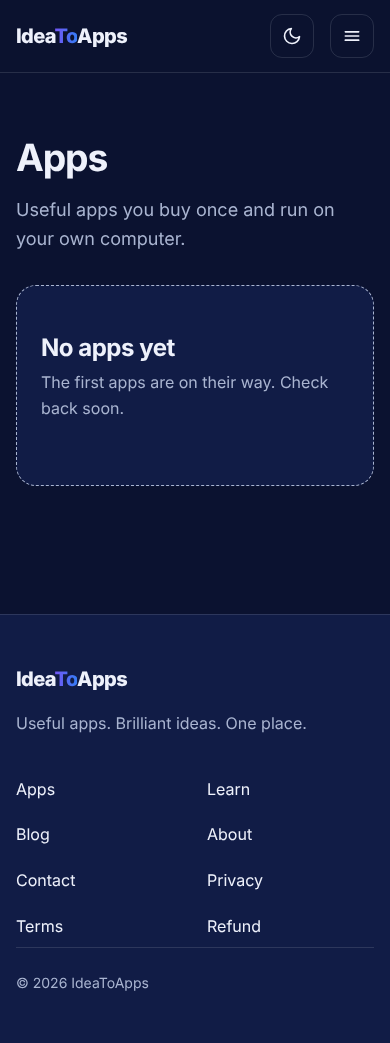 IdeaToApps
Apps
Useful apps you buy once and run on
your own computer.
No apps yet
The first apps are on their way. Check
back soon.
IdeaToApps
Useful apps. Brilliant ideas. One place.
Apps
Learn
Blog
About
Contact
Privacy
Terms
Refund
© 2026 IdeaToApps